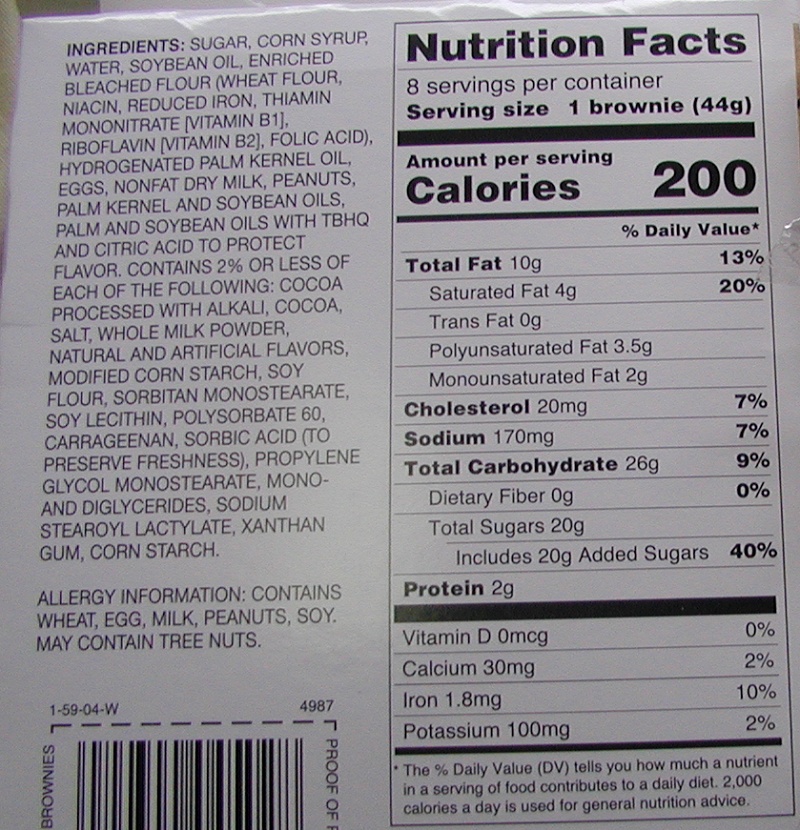 INGREDIENTS: SUGAR, CORN SYRUP,
WATER, SOYBEAN OIL, ENRICHED
BLEACHED FLOUR (WHEAT FLOUR,
NIACIN, REDUCED IRON, THIAMIN
MONONITRATE [VITAMIN B1],
RIBOFLAVIN [VITAMIN B2], FOLIC ACID),
HYDROGENATED PALM KERNEL OIL,
EGGS, NONFAT DRY MILK, PEANUTS,
PALM KERNEL AND SOYBEAN OILS,
PALM AND SOYBEAN OILS WITH TBHQ
AND CITRIC ACID TO PROTECT
FLAVOR. CONTAINS 2% OR LESS OF
EACH OF THE FOLLOWING: COCOA
PROCESSED WITH ALKALI, COCOA,
SALT, WHOLE MILK POWDER,
NATURAL AND ARTIFICIAL FLAVORS,
MODIFIED CORN STARCH, SOY
FLOUR, SORBITAN MONOSTEARATE,
SOY LECITHIN, POLYSORBATE 60,
CARRAGEENAN, SORBIC ACID (TO
PRESERVE FRESHNESS), PROPYLENE
GLYCOL MONOSTEARATE, MONO-
AND DIGLYCERIDES, SODIUM
STEAROYL LACTYLATE, XANTHAN
GUM, CORN STARCH.
ALLERGY INFORMATION: CONTAINS
WHEAT, EGG, MILK, PEANUTS, SOY.
MAY CONTAIN TREE NUTS.
1-59-04-W 4987
BROWNIES
PROOF OF
Nutrition Facts
8 servings per container
Serving size 1 brownie (44g)
Amount per serving
Calories 200
% Daily Value*
Total Fat 10g 13%
Saturated Fat 4g 20%
Trans Fat 0g
Polyunsaturated Fat 3.5g
Monounsaturated Fat 2g
Cholesterol 20mg 7%
Sodium 170mg 7%
Total Carbohydrate 26g 9%
Dietary Fiber 0g 0%
Total Sugars 20g
Includes 20g Added Sugars 40%
Protein 2g
Vitamin D 0mcg 0%
Calcium 30mg 2%
Iron 1.8mg 10%
Potassium 100mg 2%
* The % Daily Value (DV) tells you how much a nutrient
in a serving of food contributes to a daily diet. 2,000
calories a day is used for general nutrition advice.